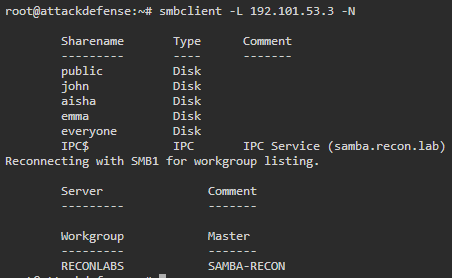 root@attackdefense:~# smbclient -L 192.101.53.3 -N
Sharename Type Comment
--------- ---- -------
public Disk
john Disk
aisha Disk
emma Disk
everyone Disk
IPC$ IPC IPC Service (samba.recon.lab)
Reconnecting with SMB1 for workgroup listing.
Server Comment
--------- -------
Workgroup Master
--------- -------
RECONLABS SAMBA-RECON